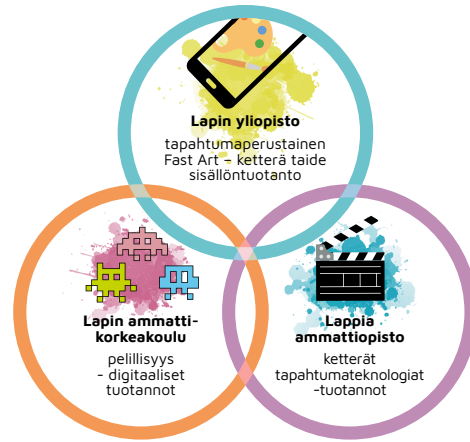 Lapin yliopisto
tapahtumaperustainen
Fast Art – ketterä taide
sisällöntuotanto
Lapin ammatti-
korkeakoulu
pelillisyys
- digitaaliset
tuotannot
Lappia
ammattiopisto
ketterät
tapahtumateknologiat
-tuotannot